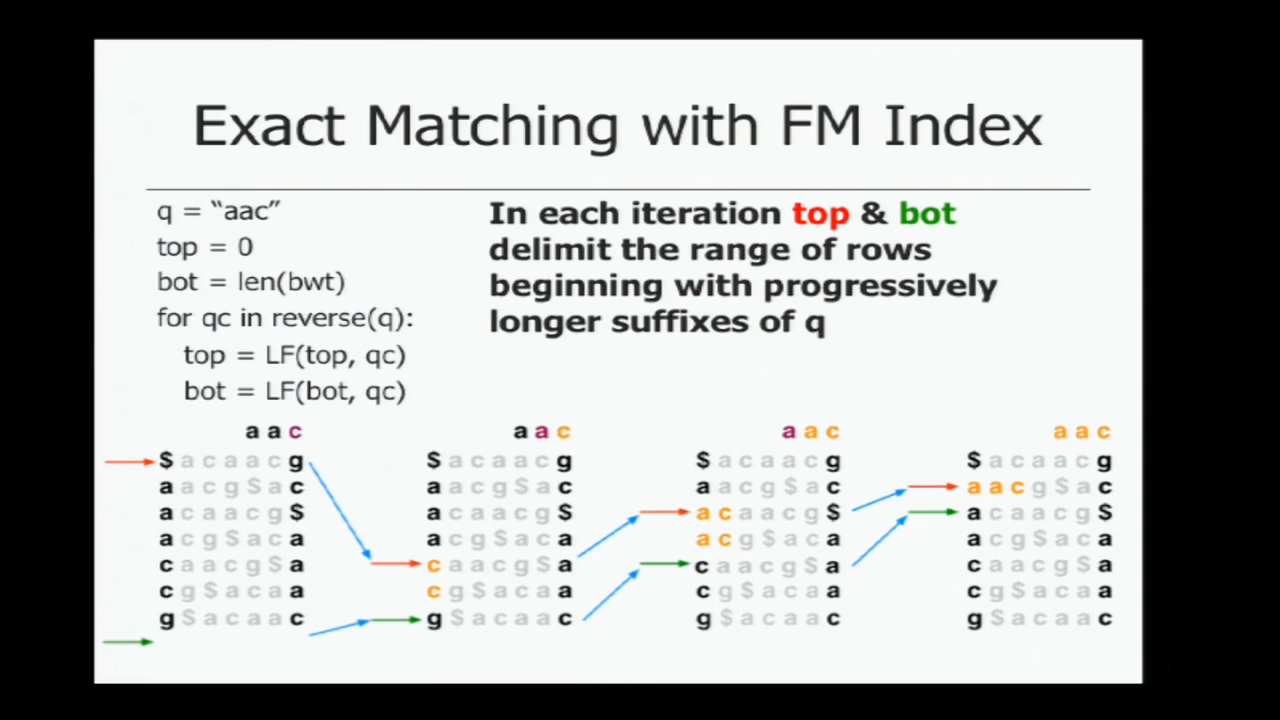 Exact Matching with FM Index
q = “aac”
top = 0
bot = len(bwt)
for qc in reverse(q):
top = LF(top, qc)
bot = LF(bot, qc)
In each iteration top & bot
delimit the range of rows
beginning with progressively
longer suffixes of q
a a c
$ a c a a c g
a a c g $ a c
a c a a c g $
a c g $ a c a
c a a c g $ a
c g $ a c a a
g $ a c a a c
a a c
$ a c a a c g
a a c g $ a c
a c a a c g $
a c g $ a c a
c a a c g $ a
c g $ a c a a
g $ a c a a c
a a c
$ a c a a c g
a a c g $ a c
a c a a c g $
a c g $ a c a
c a a c g $ a
c g $ a c a a
g $ a c a a c
a a c
$ a c a a c g
a a c g $ a c
a c a a c g $
a c g $ a c a
c a a c g $ a
c g $ a c a a
g $ a c a a c